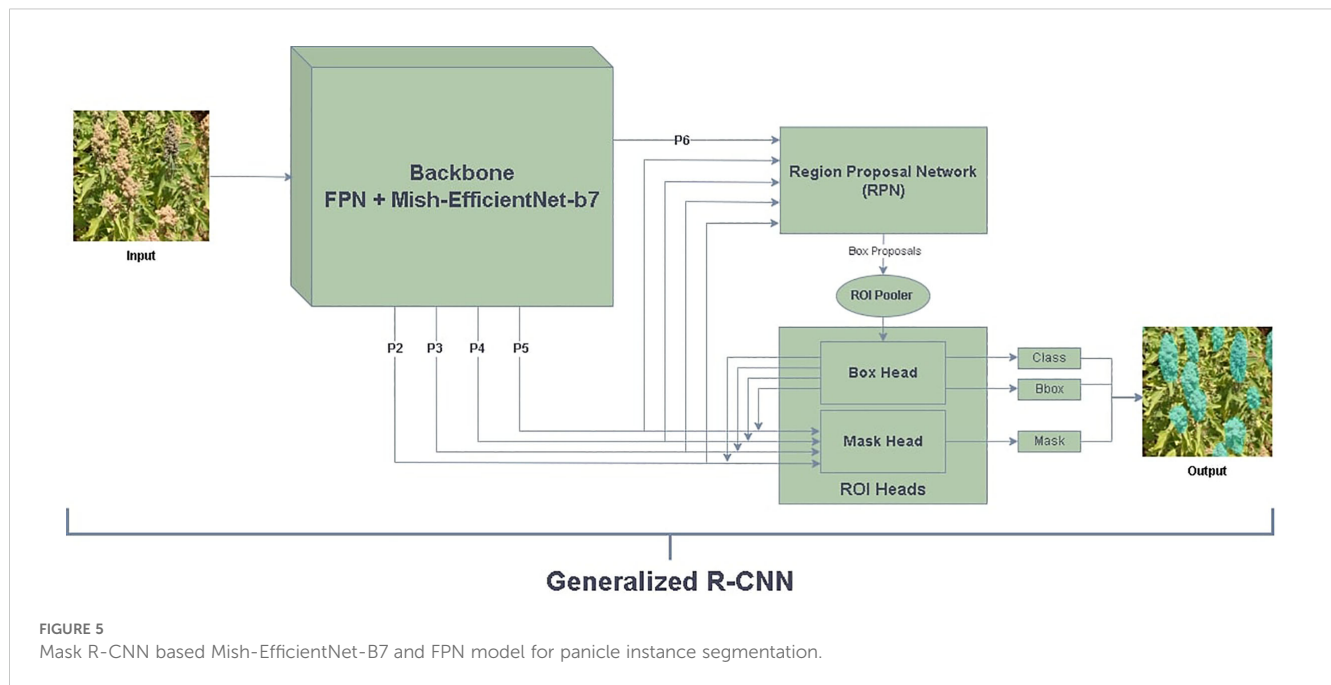 Input
Backbone
FPN + Mish-EfficientNet-b7
P6
Region Proposal Network
(RPN)
Box Proposals
ROI Pooler
P2 P3 P4 P5
Box Head
Mask Head
ROI Heads
Class
Bbox
Mask
Output
Generalized R-CNN
FIGURE 5
Mask R-CNN based Mish-EfficientNet-B7 and FPN model for panicle instance segmentation.